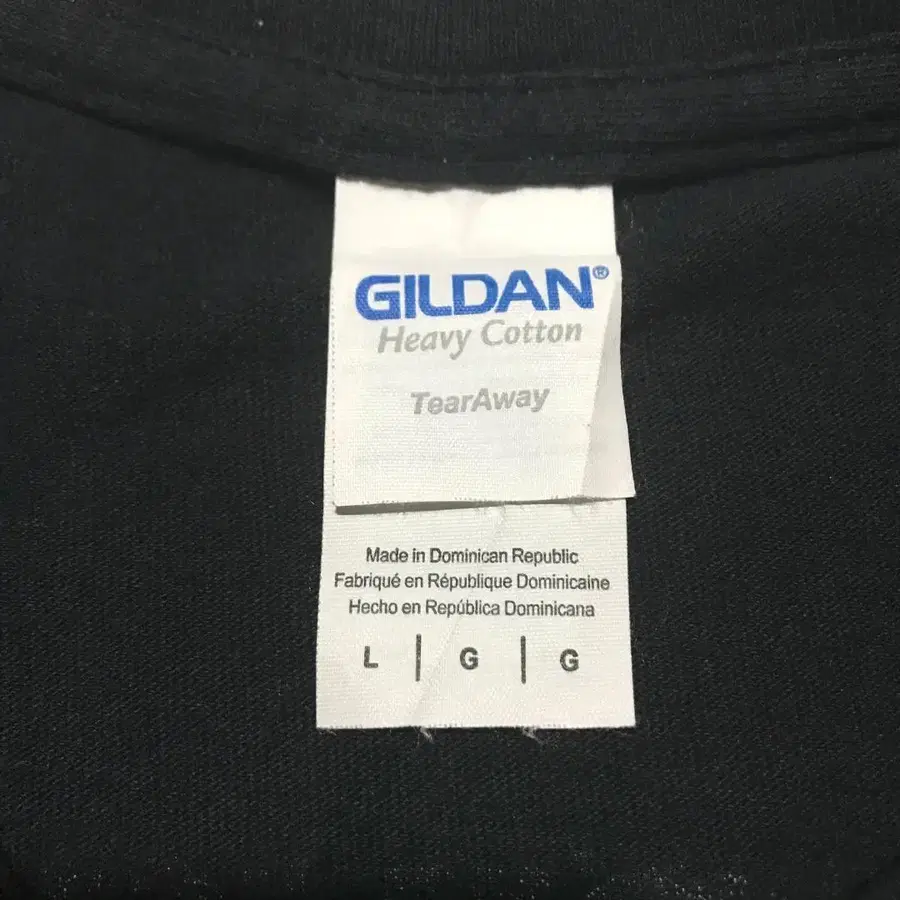 GILDAN®
Heavy Cotton
TearAway
Made in Dominican Republic
Fabriqué en République Dominicaine
Hecho en República Dominicana
L | G | G